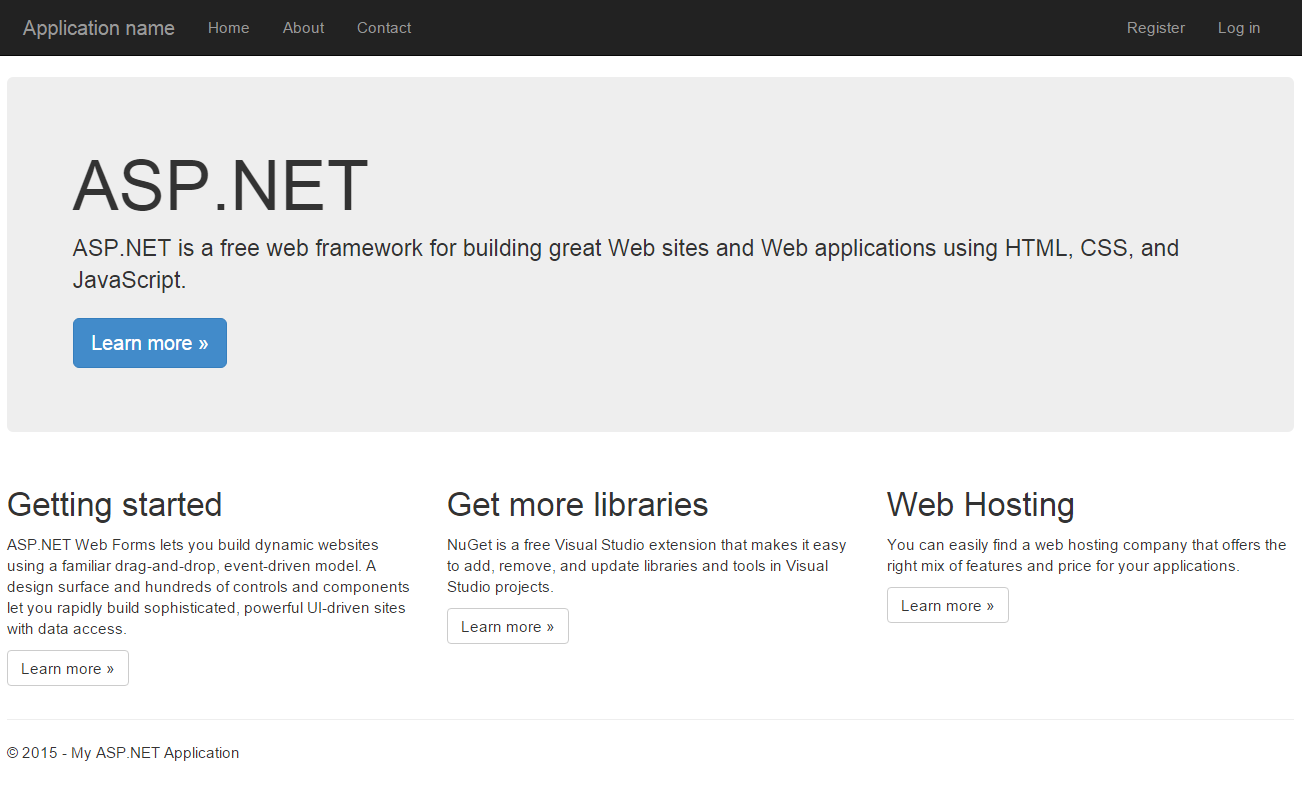 Application name Home About Contact Register Log in
ASP.NET
ASP.NET is a free web framework for building great Web sites and Web applications using HTML, CSS, and
JavaScript.
Learn more »
Getting started
ASP.NET Web Forms lets you build dynamic websites
using a familiar drag-and-drop, event-driven model. A
design surface and hundreds of controls and components
let you rapidly build sophisticated, powerful UI-driven sites
with data access.
Learn more »
Get more libraries
NuGet is a free Visual Studio extension that makes it easy
to add, remove, and update libraries and tools in Visual
Studio projects.
Learn more »
Web Hosting
You can easily find a web hosting company that offers the
right mix of features and price for your applications.
Learn more »
© 2015 - My ASP.NET Application